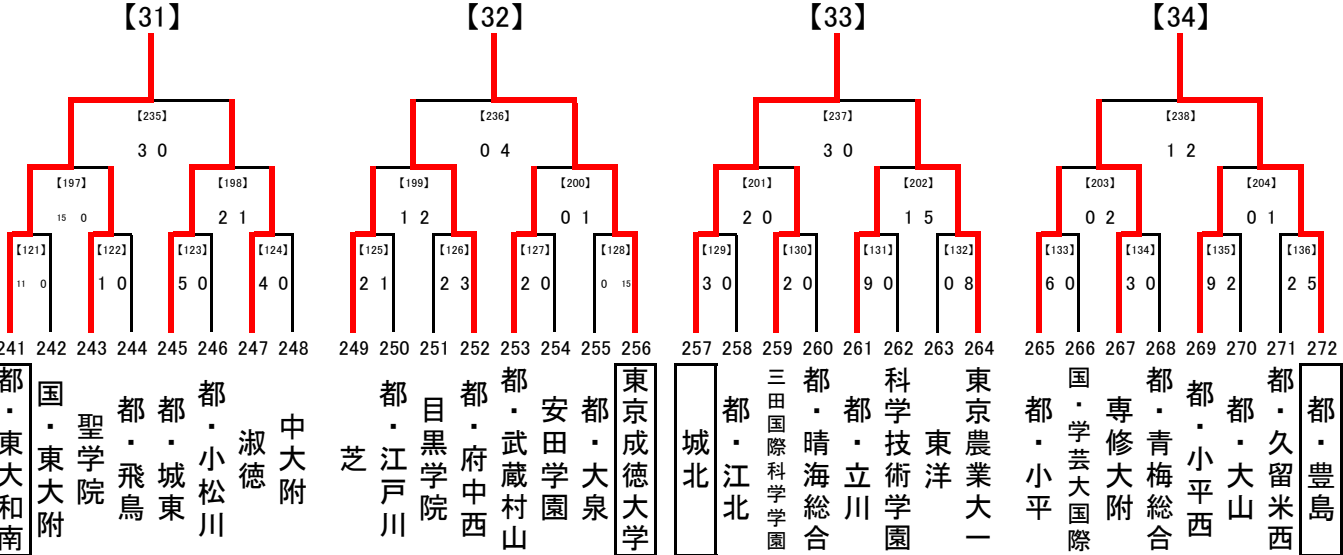 【31】 【32】 【33】 【34】
【235】 【236】 【237】 【238】
3 0 0 4 3 0 1 2
【197】 【198】 【199】 【200】 【201】 【202】 【203】 【204】
15 0 2 1 1 2 0 1 2 0 1 5 0 2 0 1
【121】 【122】 【123】 【124】 【125】 【126】 【127】 【128】 【129】 【130】 【131】 【132】 【133】 【134】 【135】 【136】
11 0 1 0 5 0 4 0 2 1 2 3 2 0 0 15 3 0 2 0 9 0 0 8 6 0 3 0 9 2 2 5
241 242 243 244 245 246 247 248 249 250 251 252 253 254 255 256 257 258 259 260 261 262 263 264 265 266 267 268 269 270 271 272
都・東大和南
国・東大附
聖学院
都・飛鳥
都・城東
都・小松川
淑徳
中大附
芝
都・江戸川
目黒学院
都・府中西
都・武蔵村山
安田学園
都・大泉
東京成徳大学
城北
都・江北
三田国際科学学園
都・晴海総合
都・立川
科学技術学園
東洋
東京農業大一
都・小平
国・学芸大国際
専修大附
都・青梅総合
都・小平西
都・大山
都・久留米西
都・豊島